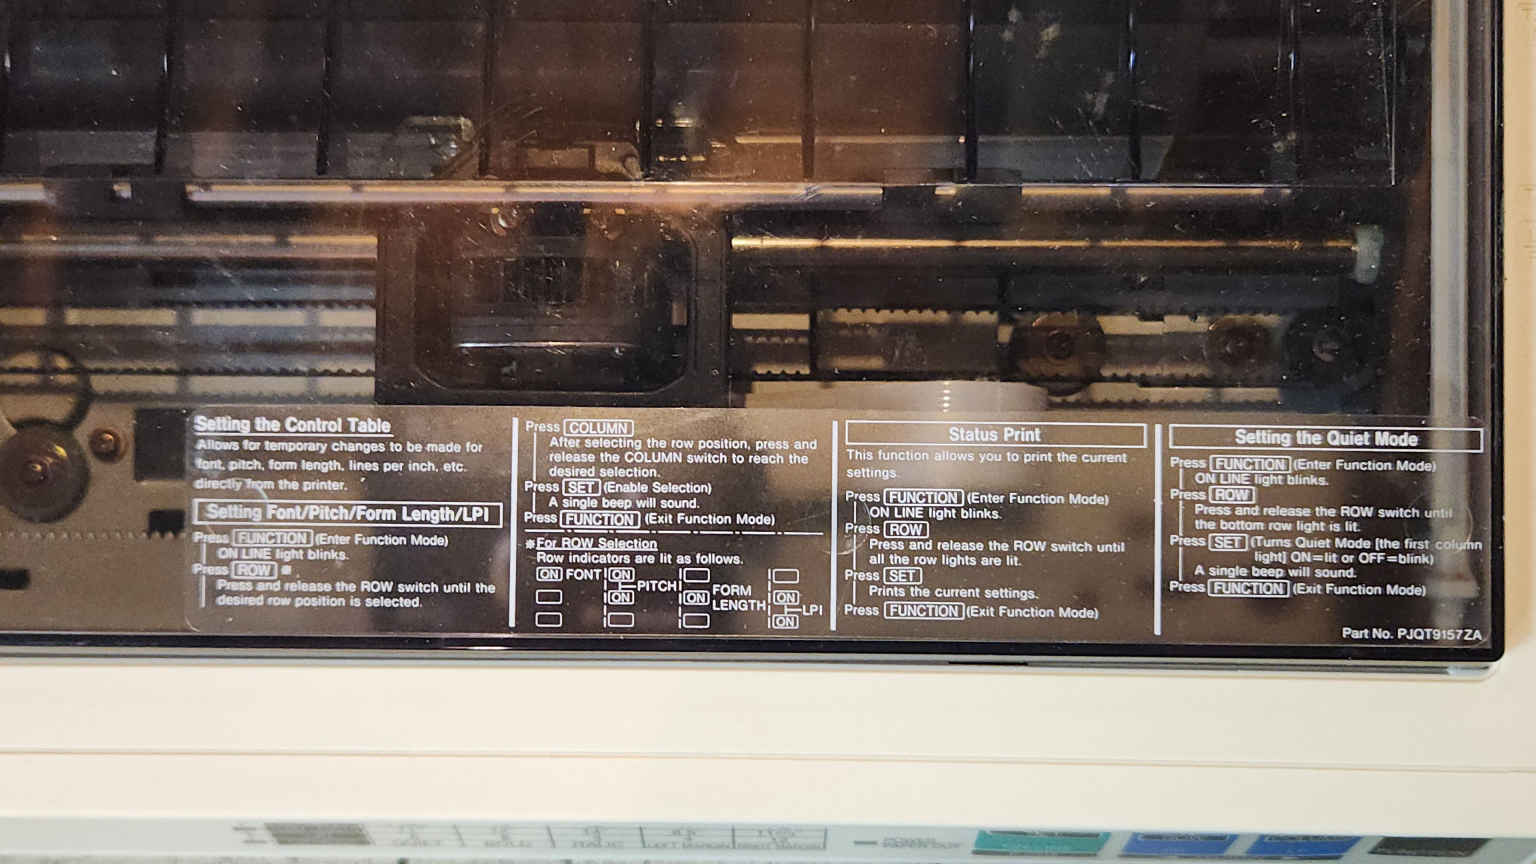 Setting the Control Table
Allows for temporary changes to be made for
font, pitch, form length, lines per inch, etc.
directly from the printer.
Setting Font/Pitch/Form Length/LPI
Press FUNCTION (Enter Function Mode)
ON LINE light blinks.
Press ROW ※
Press and release the ROW switch until the
desired row position is selected.
Press COLUMN
After selecting the row position, press and
release the COLUMN switch to reach the
desired selection.
Press SET (Enable Selection)
A single beep will sound.
Press FUNCTION (Exit Function Mode)
※For ROW Selection
Row indicators are lit as follows.
ON FONT ON
PITCH
ON
ON FORM
LENGTH
ON
LPI
ON
Status Print
This function allows you to print the current
settings.
Press FUNCTION (Enter Function Mode)
ON LINE light blinks.
Press ROW
Press and release the ROW switch until
all the row lights are lit.
Press SET
Prints the current settings.
Press FUNCTION (Exit Function Mode)
Setting the Quiet Mode
Press FUNCTION (Enter Function Mode)
ON LINE light blinks.
Press ROW
Press and release the ROW switch until
the bottom row light is lit.
Press SET (Turns Quiet Mode [the first column
light] ON=lit or OFF=blink)
A single beep will sound.
Press FUNCTION (Exit Function Mode)
Part No. PJQT9157ZA